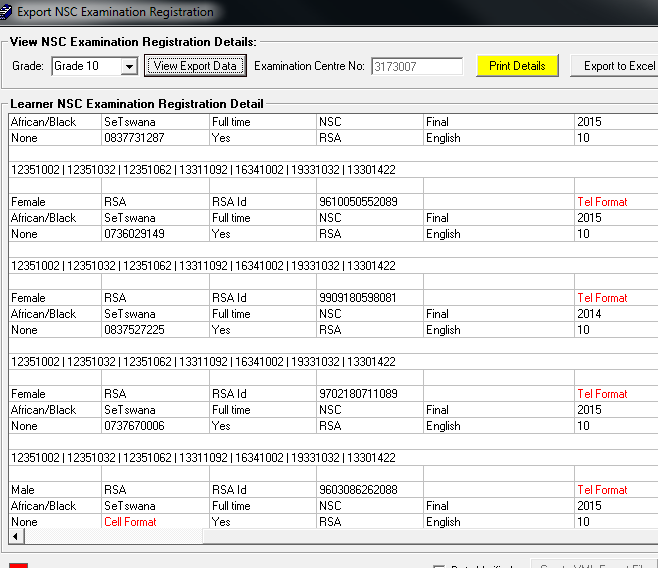 Export NSC Examination Registration
View NSC Examination Registration Details:
Grade: Grade 10 View Export Data Examination Centre No: 3173007 Print Details Export to Excel
Learner NSC Examination Registration Detail
African/Black SeTswana Full time NSC Final 2015
None 0837731287 Yes RSA English 10
12351002 | 12351032 | 12351062 | 13311092 | 16341002 | 19331032 | 13301422
Female RSA RSA Id 9610050552089 Tel Format
African/Black SeTswana Full time NSC Final 2015
None 0736029149 Yes RSA English 10
12351002 | 12351032 | 12351062 | 13311092 | 16341002 | 19331032 | 13301422
Female RSA RSA Id 9909180598081 Tel Format
African/Black SeTswana Full time NSC Final 2014
None 0837527225 Yes RSA English 10
12351002 | 12351032 | 12351062 | 13311092 | 16341002 | 19331032 | 13301422
Female RSA RSA Id 9702180711089 Tel Format
African/Black SeTswana Full time NSC Final 2015
None 0737670006 Yes RSA English 10
12351002 | 12351032 | 12351062 | 13311092 | 16341002 | 19331032 | 13301422
Male RSA RSA Id 9603086262088 Tel Format
African/Black SeTswana Full time NSC Final 2015
None Cell Format Yes RSA English 10